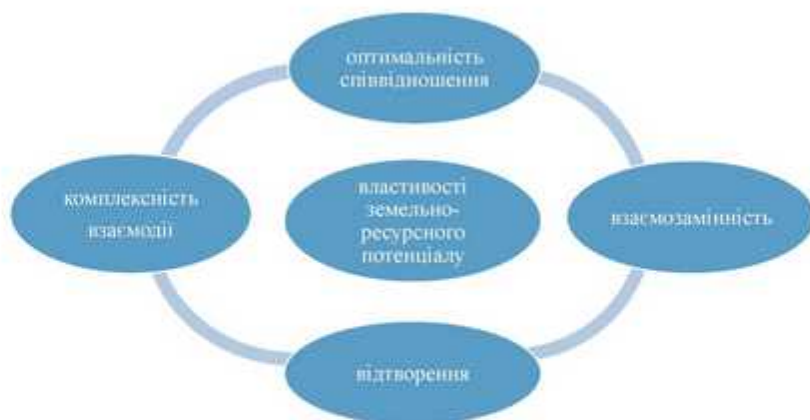 оптимальність
співвідношення
комплексність
взаємодії
властивості
земельно-
ресурсного
потенціалу
взаємозамінність
відтворення